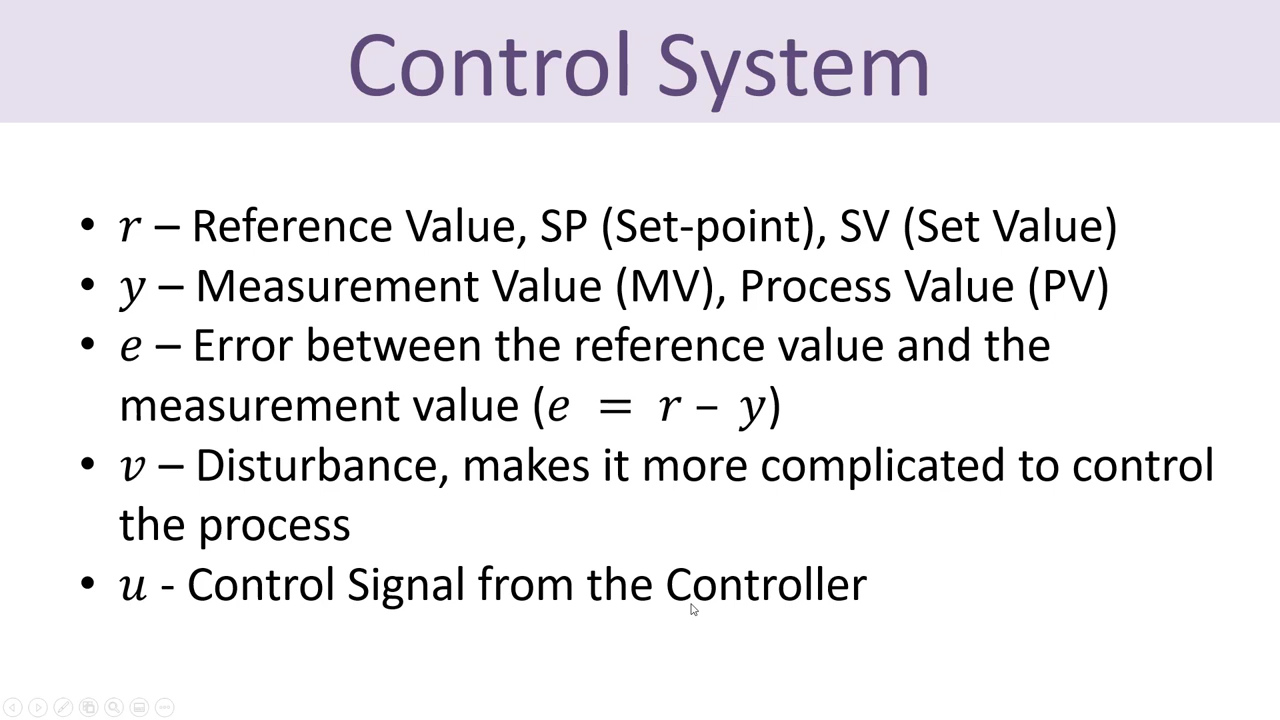 Control System
• r – Reference Value, SP (Set-point), SV (Set Value)
• y – Measurement Value (MV), Process Value (PV)
• e – Error between the reference value and the
measurement value (e = r – y)
• v – Disturbance, makes it more complicated to control
the process
• u - Control Signal from the Controller